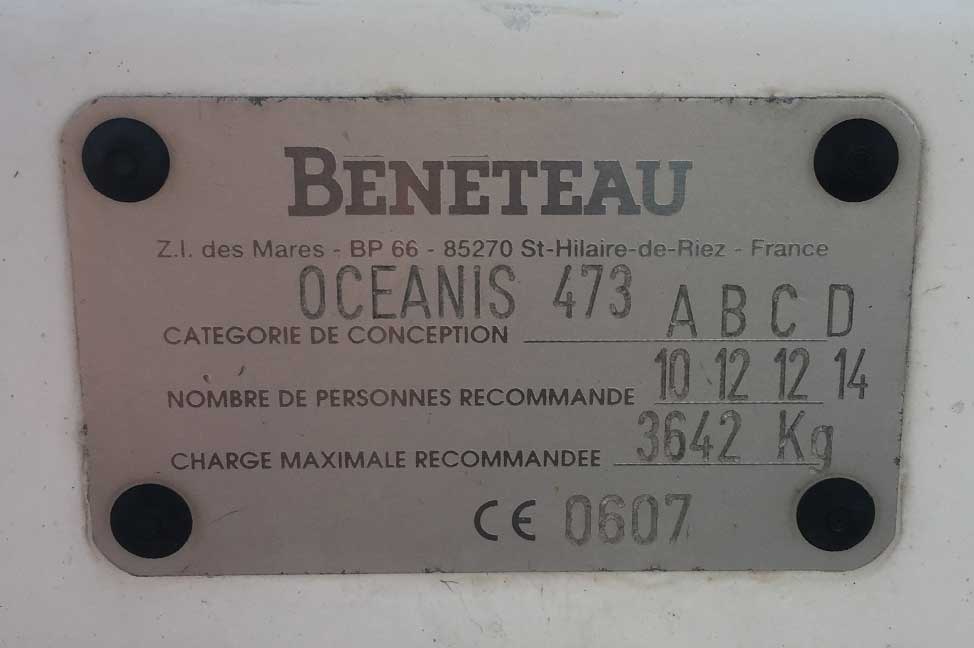 BENETEAU
Z.I. des Mares - BP 66 - 85270 St-Hilaire-de-Riez - France
OCEANIS 473
CATEGORIE DE CONCEPTION A B C D
NOMBRE DE PERSONNES RECOMMANDE 10 12 12 14
CHARGE MAXIMALE RECOMMANDEE 3642 Kg
CE 0607